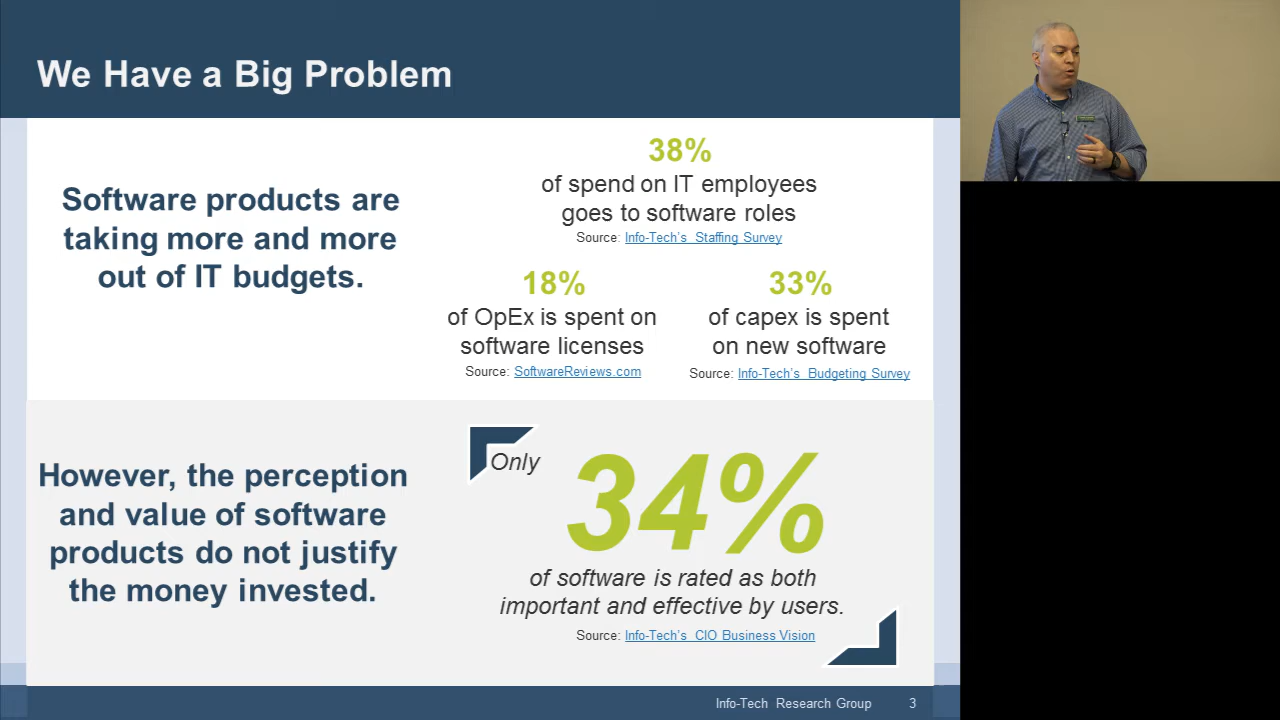 We Have a Big Problem
Software products are
taking more and more
out of IT budgets.
38%
of spend on IT employees
goes to software roles
Source: Info-Tech's Staffing Survey
18%
of OpEx is spent on
software licenses
Source: SoftwareReviews.com
33%
of capex is spent
on new software
Source: Info-Tech's Budgeting Survey
However, the perception
and value of software
products do not justify
the money invested.
Only
34%
of software is rated as both
important and effective by users.
Source: Info-Tech's CIO Business Vision
Info-Tech Research Group 3